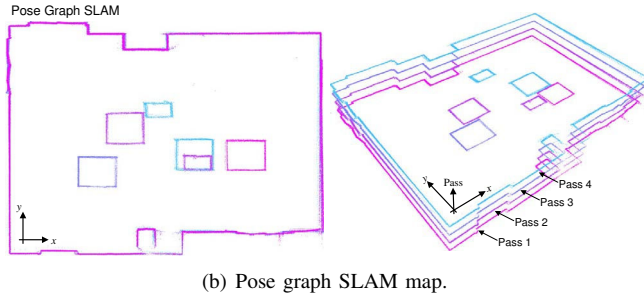 Pose Graph SLAM
y
x
y
Pass
x
Pass 4
Pass 3
Pass 2
Pass 1
(b) Pose graph SLAM map.